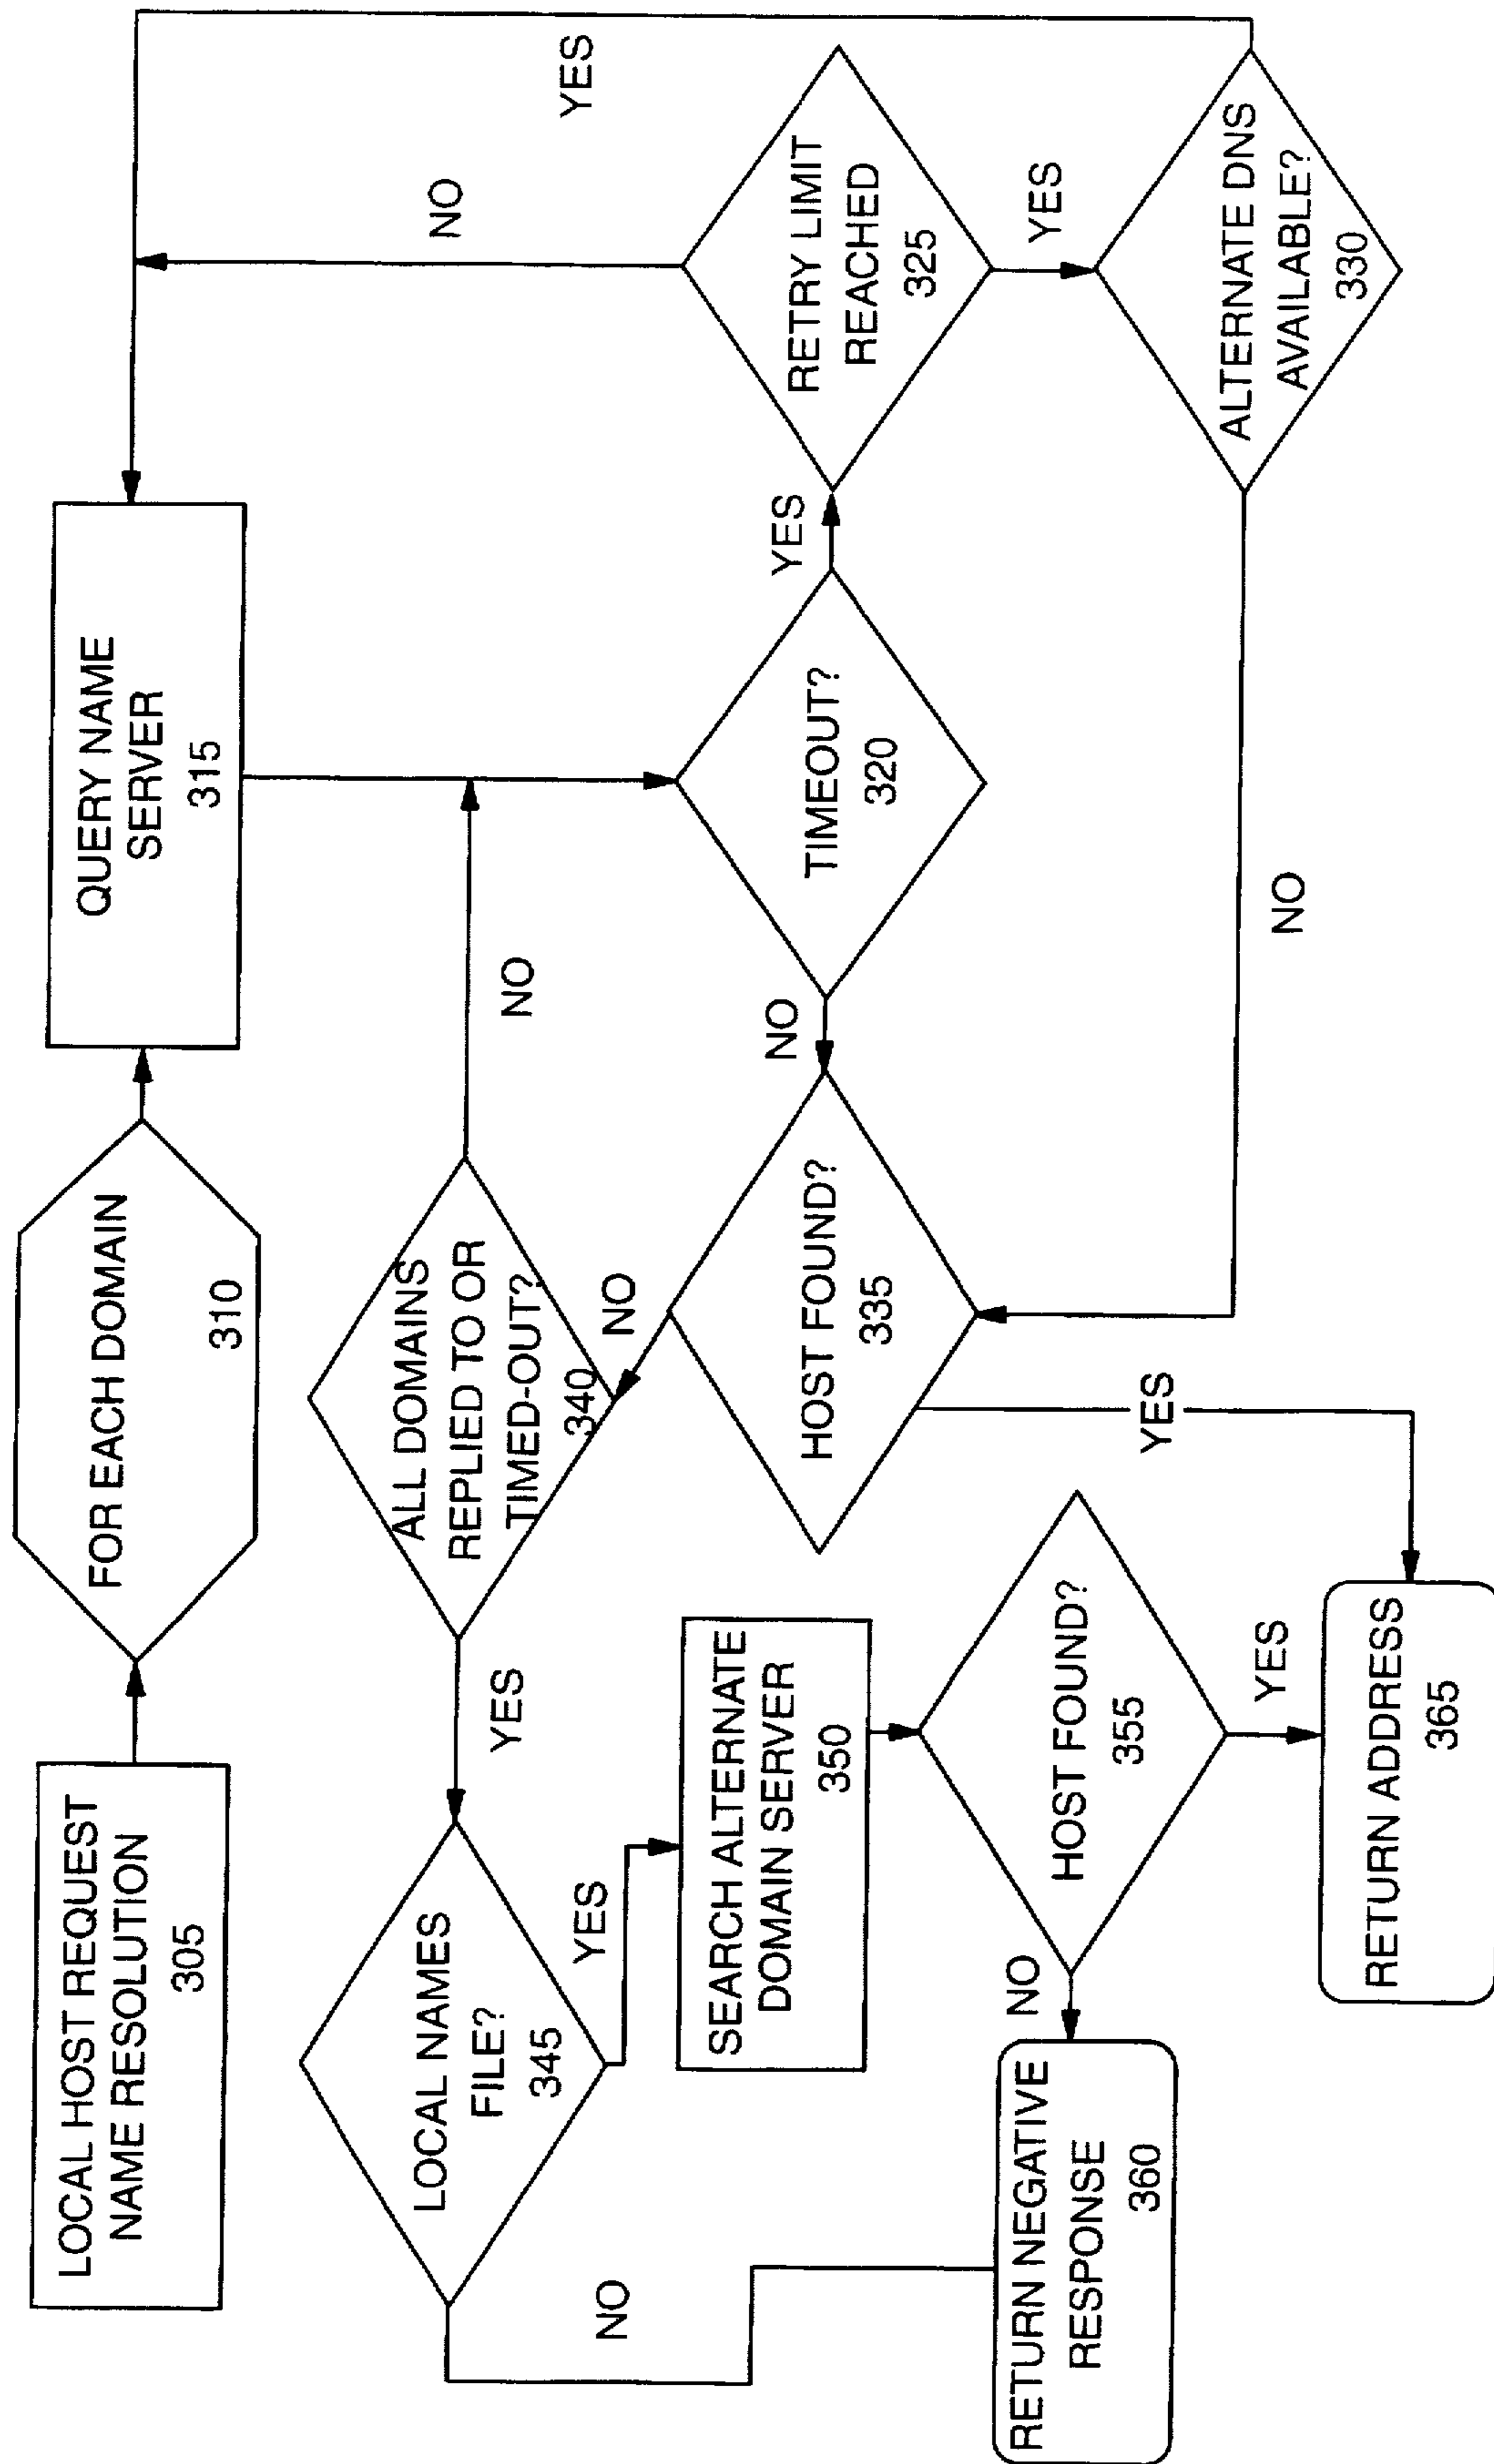 LOCAL HOST REQUEST
NAME RESOLUTION
305
FOR EACH DOMAIN
310
QUERY NAME
SERVER
315
YES
NO
RETRY LIMIT
REACHED
325
YES
ALTERNATE DNS
AVAILABLE?
330
NO
TIMEOUT?
320
YES
NO
HOST FOUND?
335
NO
YES
ALL DOMAINS
REPLIED TO OR
TIMED-OUT?
340
NO
YES
LOCAL NAMES
FILE?
345
YES
NO
SEARCH ALTERNATE
DOMAIN SERVER
350
HOST FOUND?
355
NO
YES
RETURN NEGATIVE
RESPONSE
360
RETURN ADDRESS
365